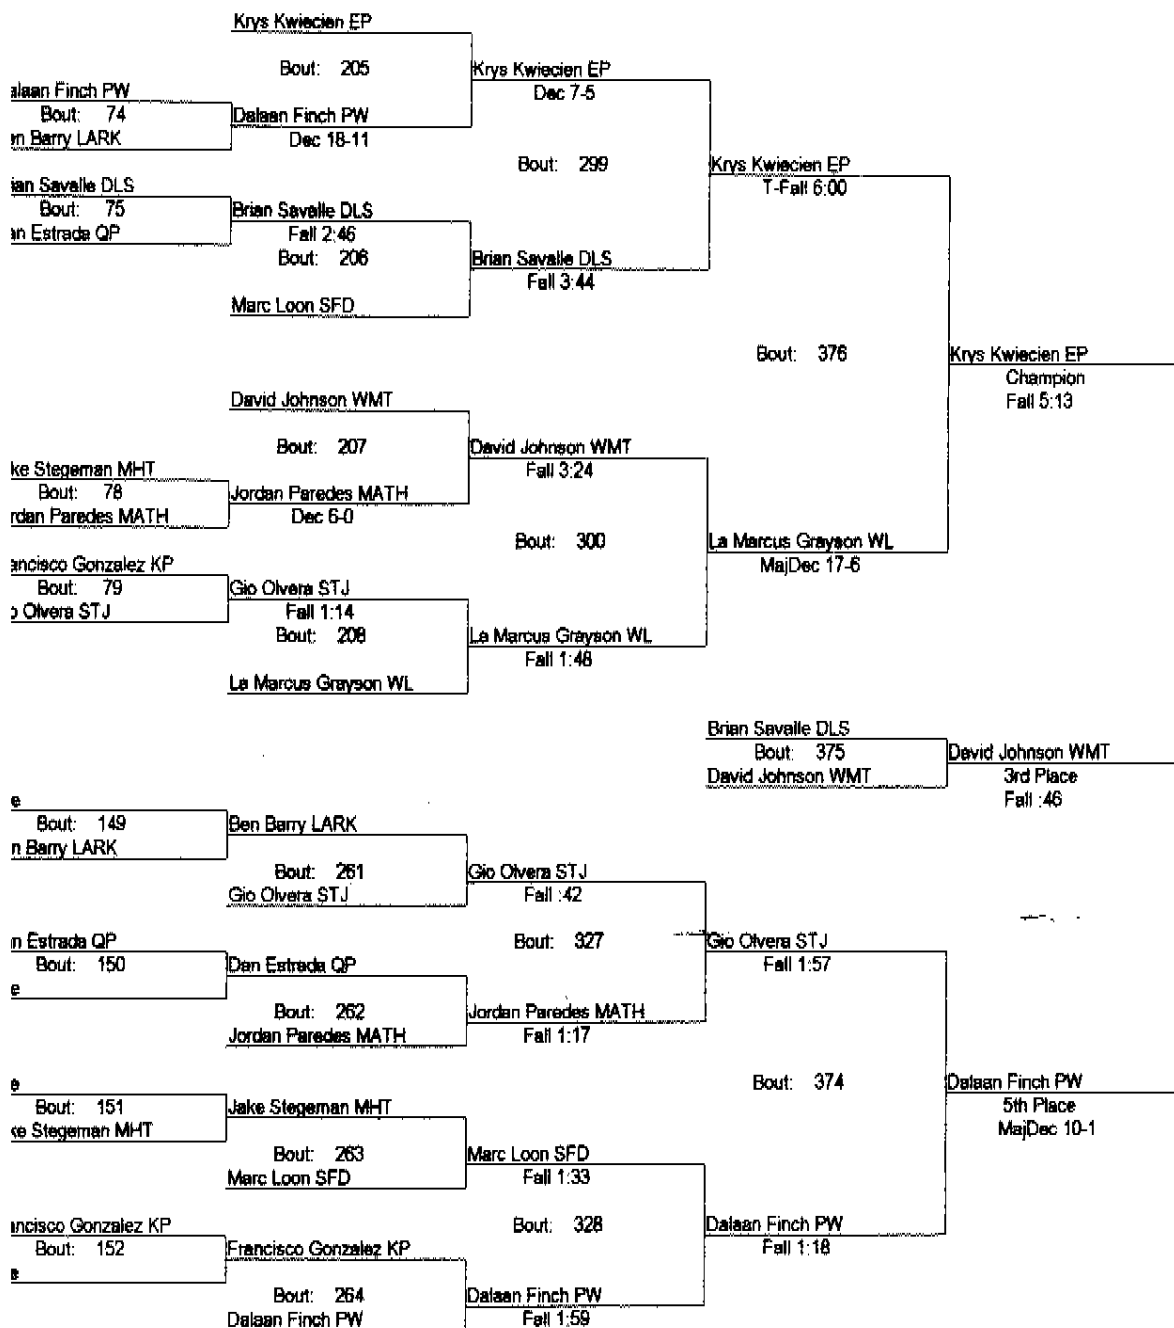 Krys Kwiecien EP
Bout: 205
Krys Kwiecien EP
Dec 7-5
alaan Finch PW
Bout: 74
Dalaan Finch PW
en Barry LARK
Dec 18-11
Bout: 299
Krys Kwiecien EP
T-Fall 6:00
ian Savalle DLS
Bout: 75
Brian Savalle DLS
an Estrada QP
Fall 2:46
Bout: 206
Brian Savalle DLS
Fall 3:44
Marc Loon SFD
Bout: 376
Krys Kwiecien EP
Champion
Fall 5:13
David Johnson WMT
Bout: 207
David Johnson WMT
Fall 3:24
ke Stegeman MHT
Bout: 78
Jordan Paredes MATH
rdan Paredes MATH
Dec 6-0
Bout: 300
La Marcus Grayson WL
MajDec 17-6
ancisco Gonzalez KP
Bout: 79
Gio Olvera STJ
o Olvera STJ
Fall 1:14
Bout: 208
La Marcus Grayson WL
Fall 1:48
La Marcus Grayson WL
Brian Savalle DLS
Bout: 375
David Johnson WMT
David Johnson WMT
3rd Place
Fall :46
e
Bout: 149
Ben Barry LARK
n Barry LARK
Bout: 261
Gio Olvera STJ
Gio Olvera STJ
Fall :42
Bout: 327
Gio Olvera STJ
Fall 1:57
n Estrada QP
Bout: 150
Dan Estrada QP
e
Bout: 262
Jordan Paredes MATH
Jordan Paredes MATH
Fall 1:17
Bout: 374
Dalaan Finch PW
5th Place
MajDec 10-1
e
Bout: 151
Jake Stegeman MHT
ke Stegeman MHT
Bout: 263
Marc Loon SFD
Marc Loon SFD
Fall 1:33
Bout: 328
Dalaan Finch PW
Fall 1:18
ancisco Gonzalez KP
Bout: 152
Francisco Gonzalez KP
e
Bout: 264
Dalaan Finch PW
Dalaan Finch PW
Fall 1:59